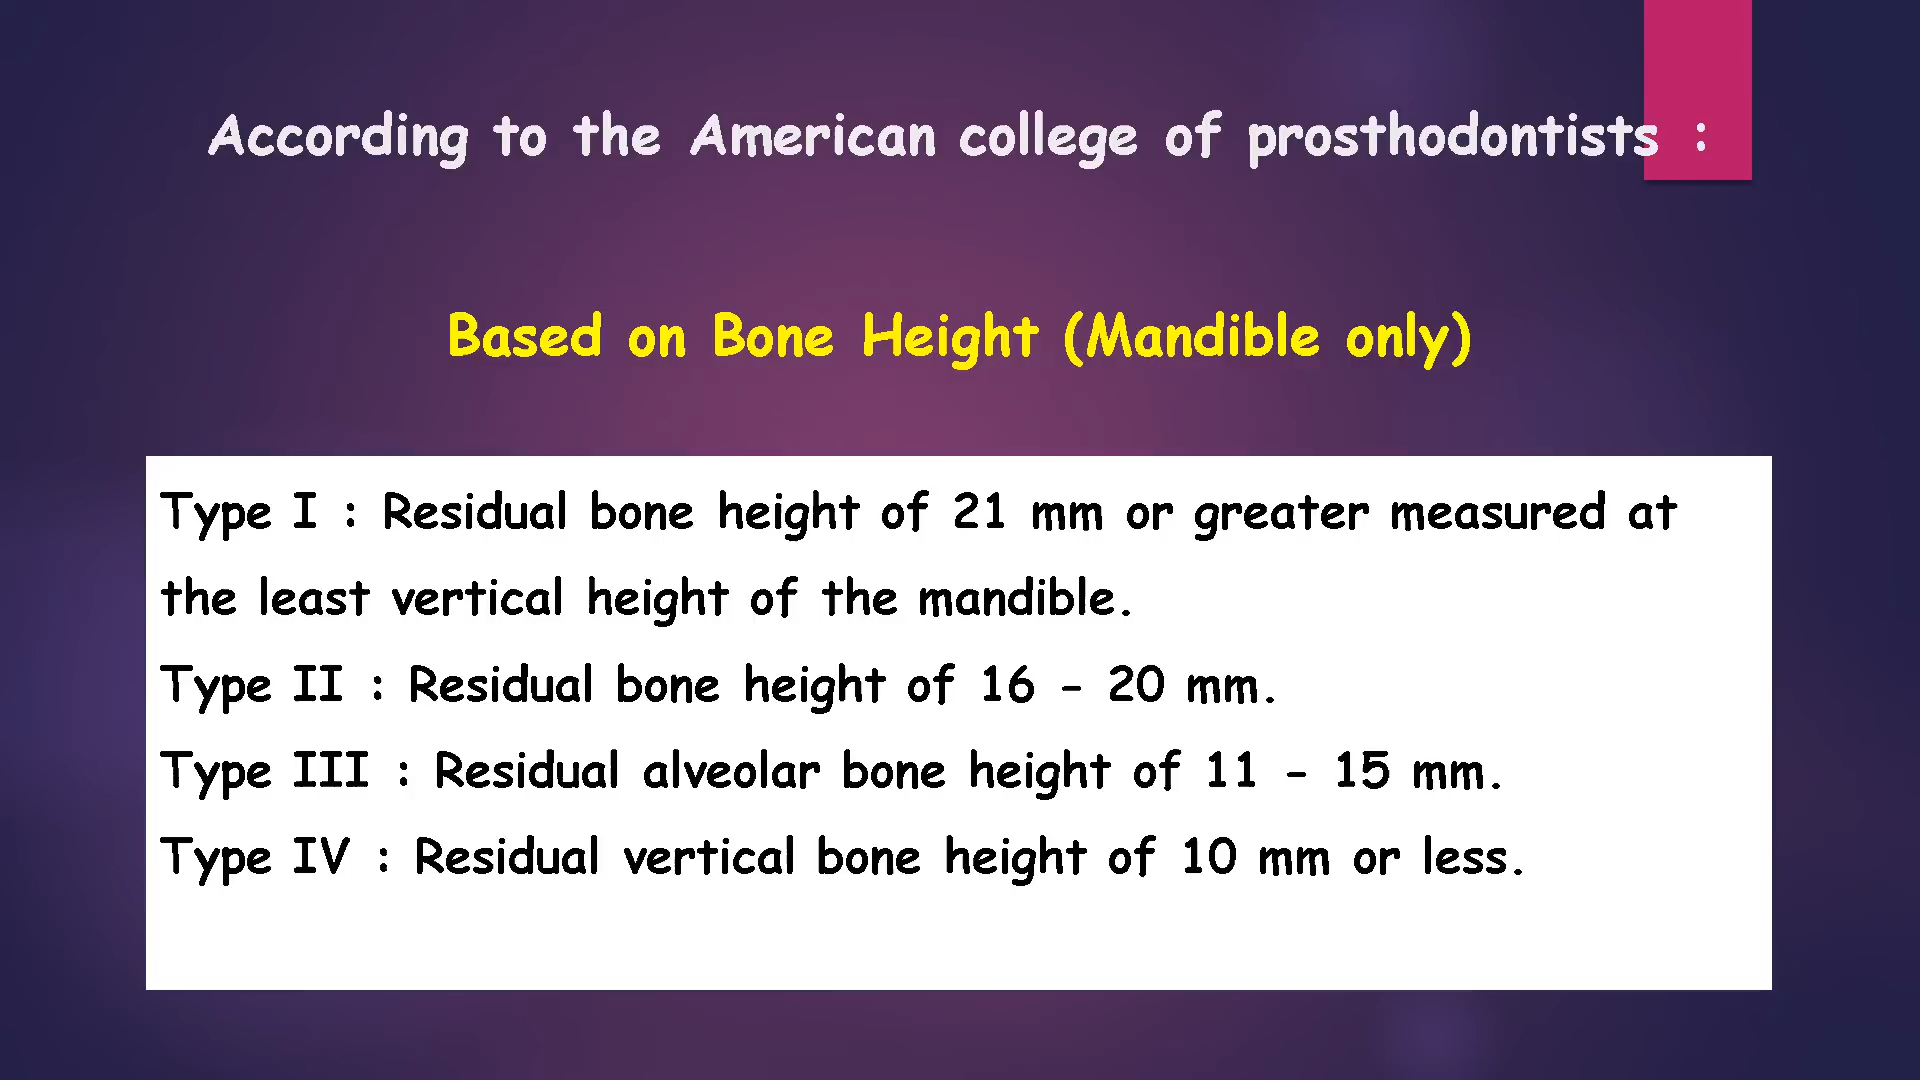 According to the American college of prosthodontists :
Based on Bone Height (Mandible only)
Type I : Residual bone height of 21 mm or greater measured at
the least vertical height of the mandible.
Type II : Residual bone height of 16 - 20 mm.
Type III : Residual alveolar bone height of 11 - 15 mm.
Type IV : Residual vertical bone height of 10 mm or less.